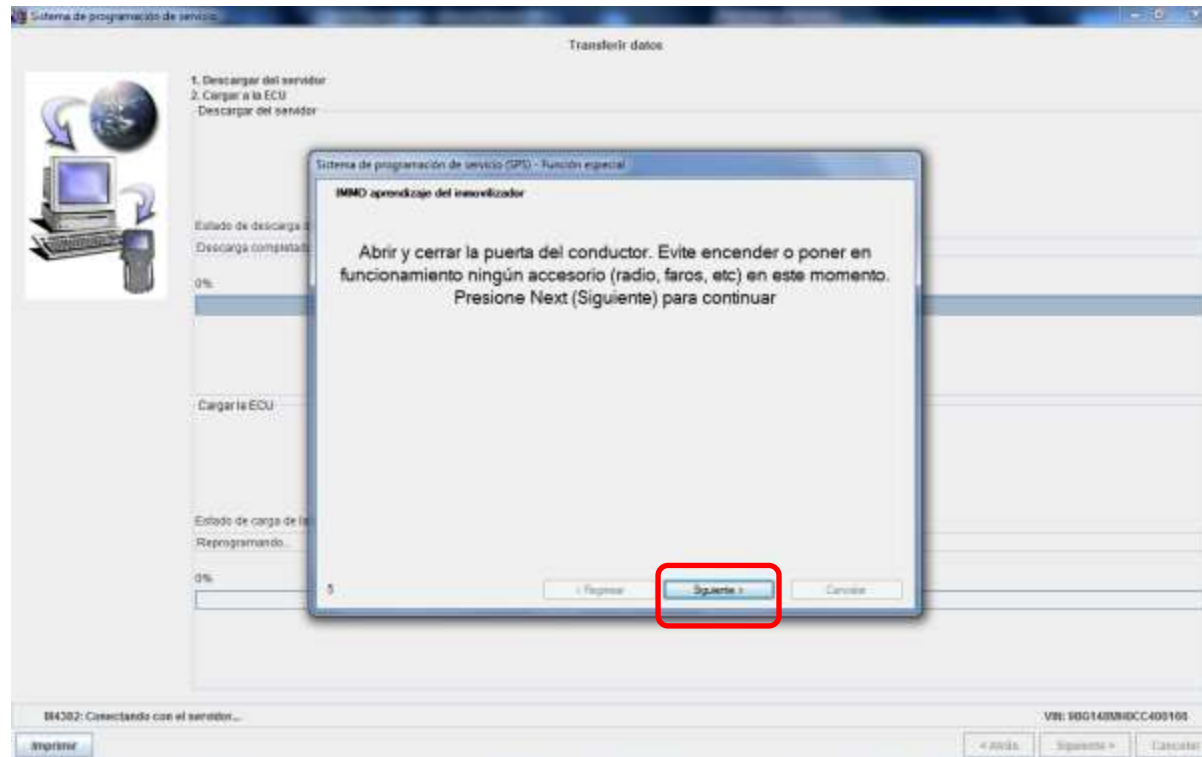 Sistema de programación de servicio
Transferir datos
1. Descargar del servidor
2. Cargar a la ECU
Descargar del servidor
Sistema de programación de servicio (SPS) - Función especial
IMMO aprendizaje del inmovilizador
Estado de descarga
Descarga completada
Abrir y cerrar la puerta del conductor. Evite encender o poner en
funcionamiento ningún accesorio (radio, faros, etc) en este momento.
Presione Next (Siguiente) para continuar
0%
Cargar la ECU
Estado de carga de la
Reprogramando..
0%
5
< Regresar
Siguiente >
Cancelar
Conectando con el servidor...
VIN:
Imprimir
< Atrás
Siguiente >
Cancelar